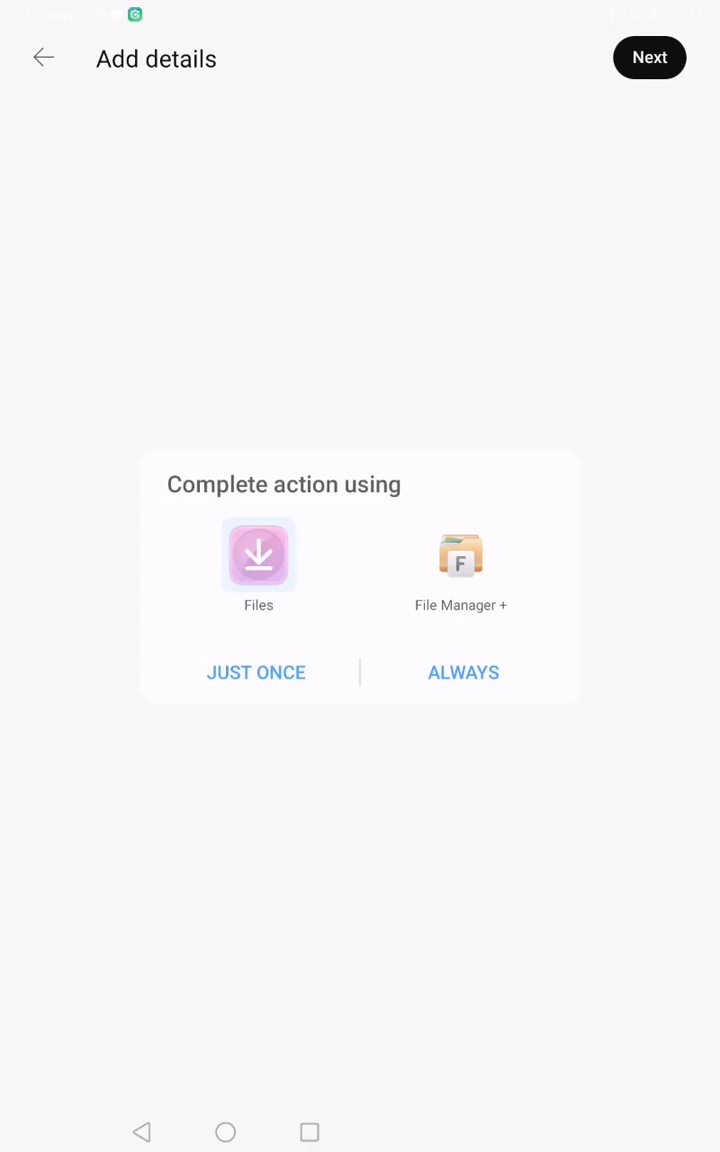 Add details
Next
Complete action using
F
Files
File Manager +
JUST ONCE
ALWAYS